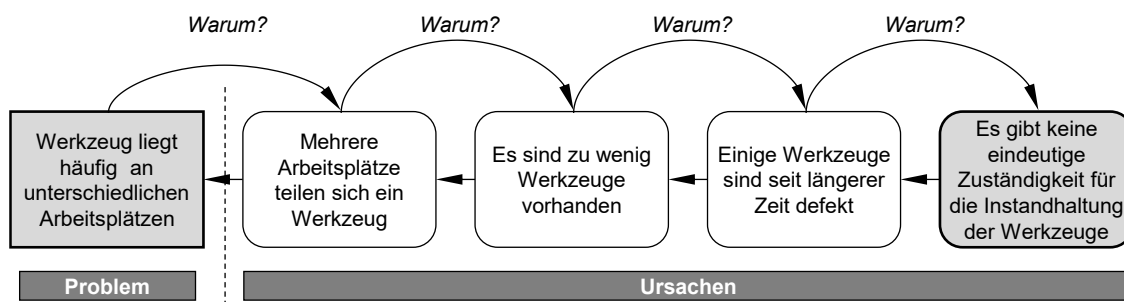 Warum?
Warum?
Warum?
Warum?
Werkzeug liegt
häufig an
unterschiedlichen
Arbeitsplätzen
Mehrere
Arbeitsplätze
teilen sich ein
Werkzeug
Es sind zu wenig
Werkzeuge
vorhanden
Einige Werkzeuge
sind seit längerer
Zeit defekt
Es gibt keine
eindeutige
Zuständigkeit für
die Instandhaltung
der Werkzeuge
Problem
Ursachen